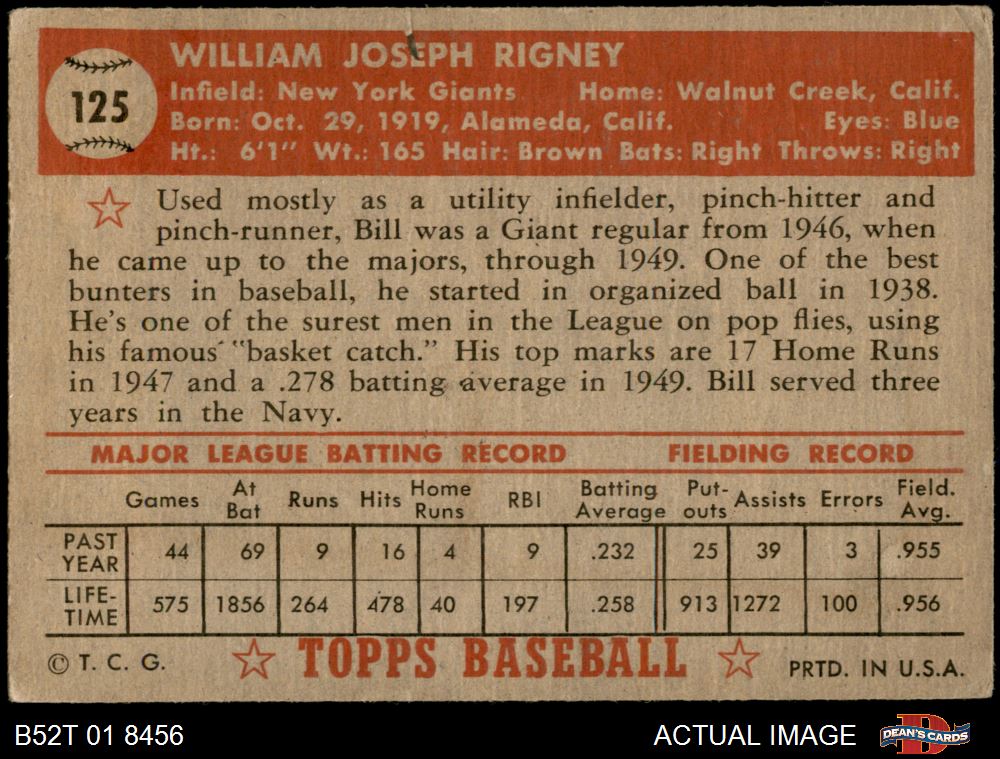 125
WILLIAM JOSEPH RIGNEY
Infield: New York Giants Home: Walnut Creek, Calif.
Born: Oct. 29, 1919, Alameda, Calif. Eyes: Blue
Ht.: 6'1" Wt.: 165 Hair: Brown Bats: Right Throws: Right
Used mostly as a utility infielder, pinch-hitter and
pinch-runner, Bill was a Giant regular from 1946, when
he came up to the majors, through 1949. One of the best
bunters in baseball, he started in organized ball in 1938.
He's one of the surest men in the League on pop flies, using
his famous "basket catch." His top marks are 17 Home Runs
in 1947 and a .278 batting average in 1949. Bill served three
years in the Navy.
MAJOR LEAGUE BATTING RECORD FIELDING RECORD
Games At Bat Runs Hits Home Runs RBI Batting Average Put-outs Assists Errors Field. Avg.
PAST YEAR 44 69 9 16 4 9 .232 25 39 3 .955
LIFE-TIME 575 1856 264 478 40 197 .258 913 1272 100 .956
© T. C. G. TOPPS BASEBALL PRTD. IN U.S.A.
B52T 01 8456 ACTUAL IMAGE DEAN'S CARDS